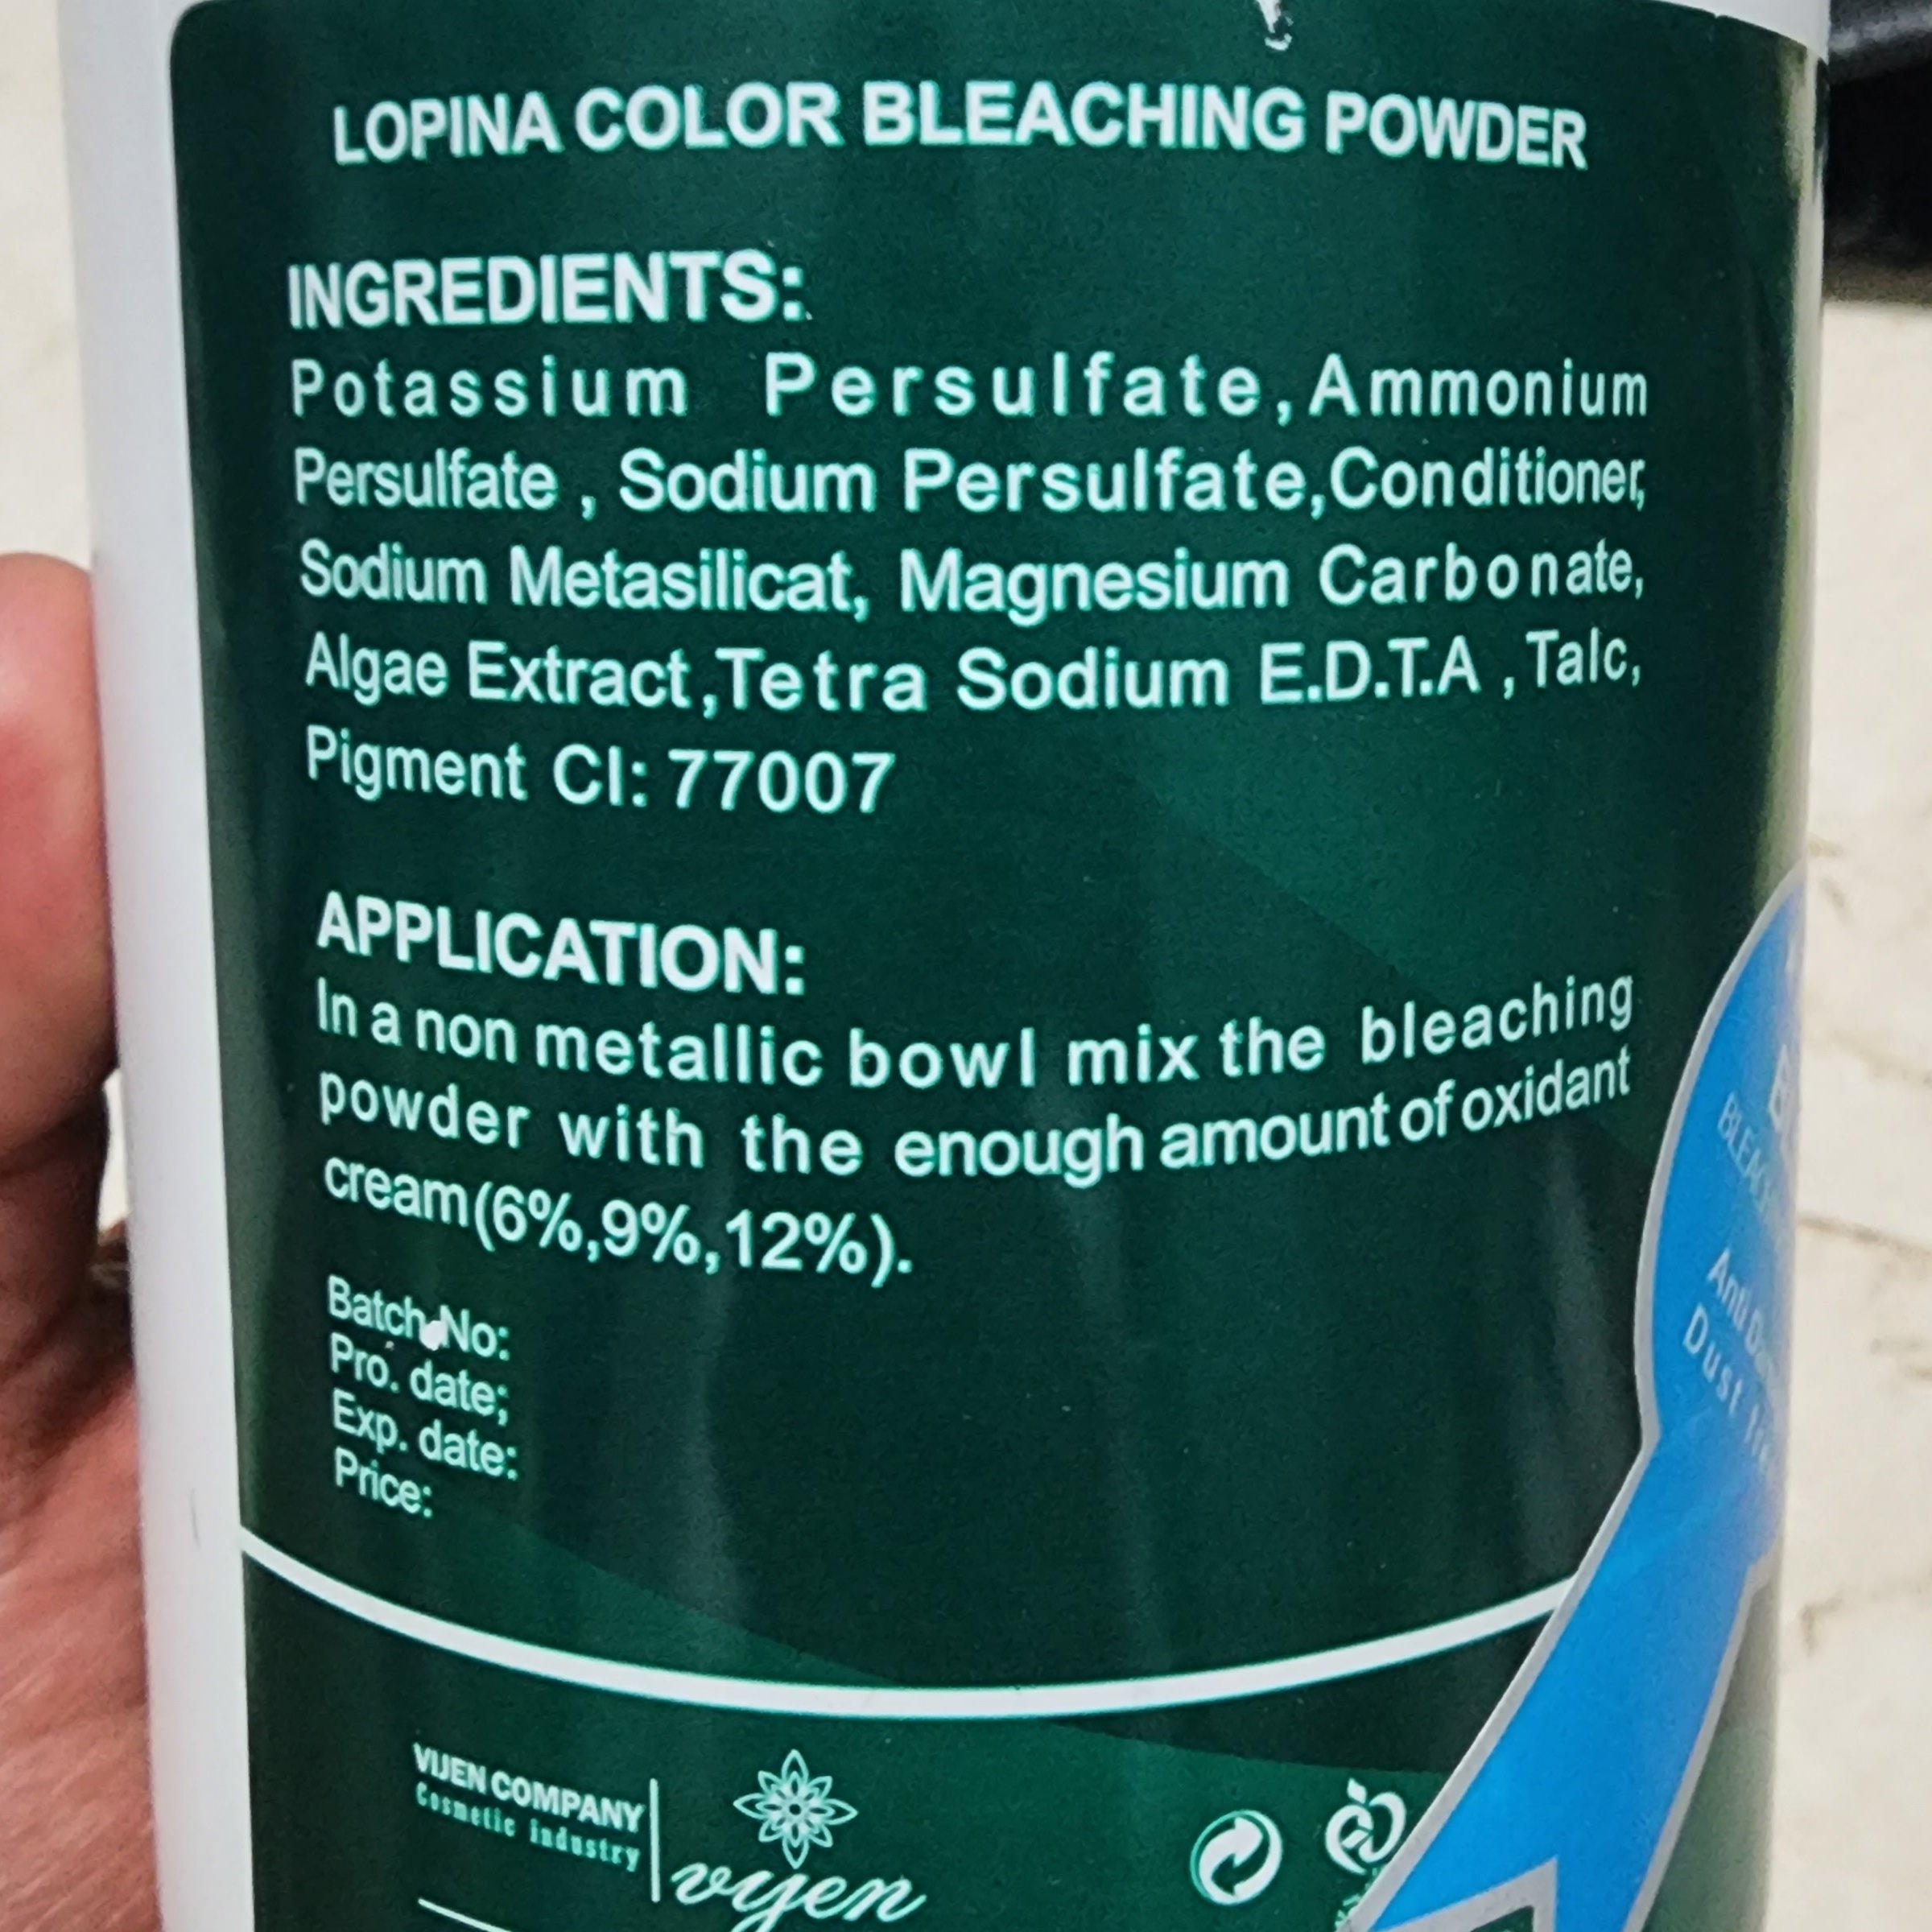 LOPINA COLOR BLEACHING POWDER
INGREDIENTS:
Potassium Persulfate, Ammonium
Persulfate , Sodium Persulfate, Conditioner,
Sodium Metasilicat, Magnesium Carbonate,
Algae Extract, Tetra Sodium E.D.T.A , Talc,
Pigment CI: 77007
APPLICATION:
In a non metallic bowl mix the bleaching
powder with the enough amount of oxidant
cream(6%,9%,12%).
Batch No:
Pro. date;
Exp. date:
Price:
Anti
Dust
VIJEN COMPANY
Cosmetic industry
vijen